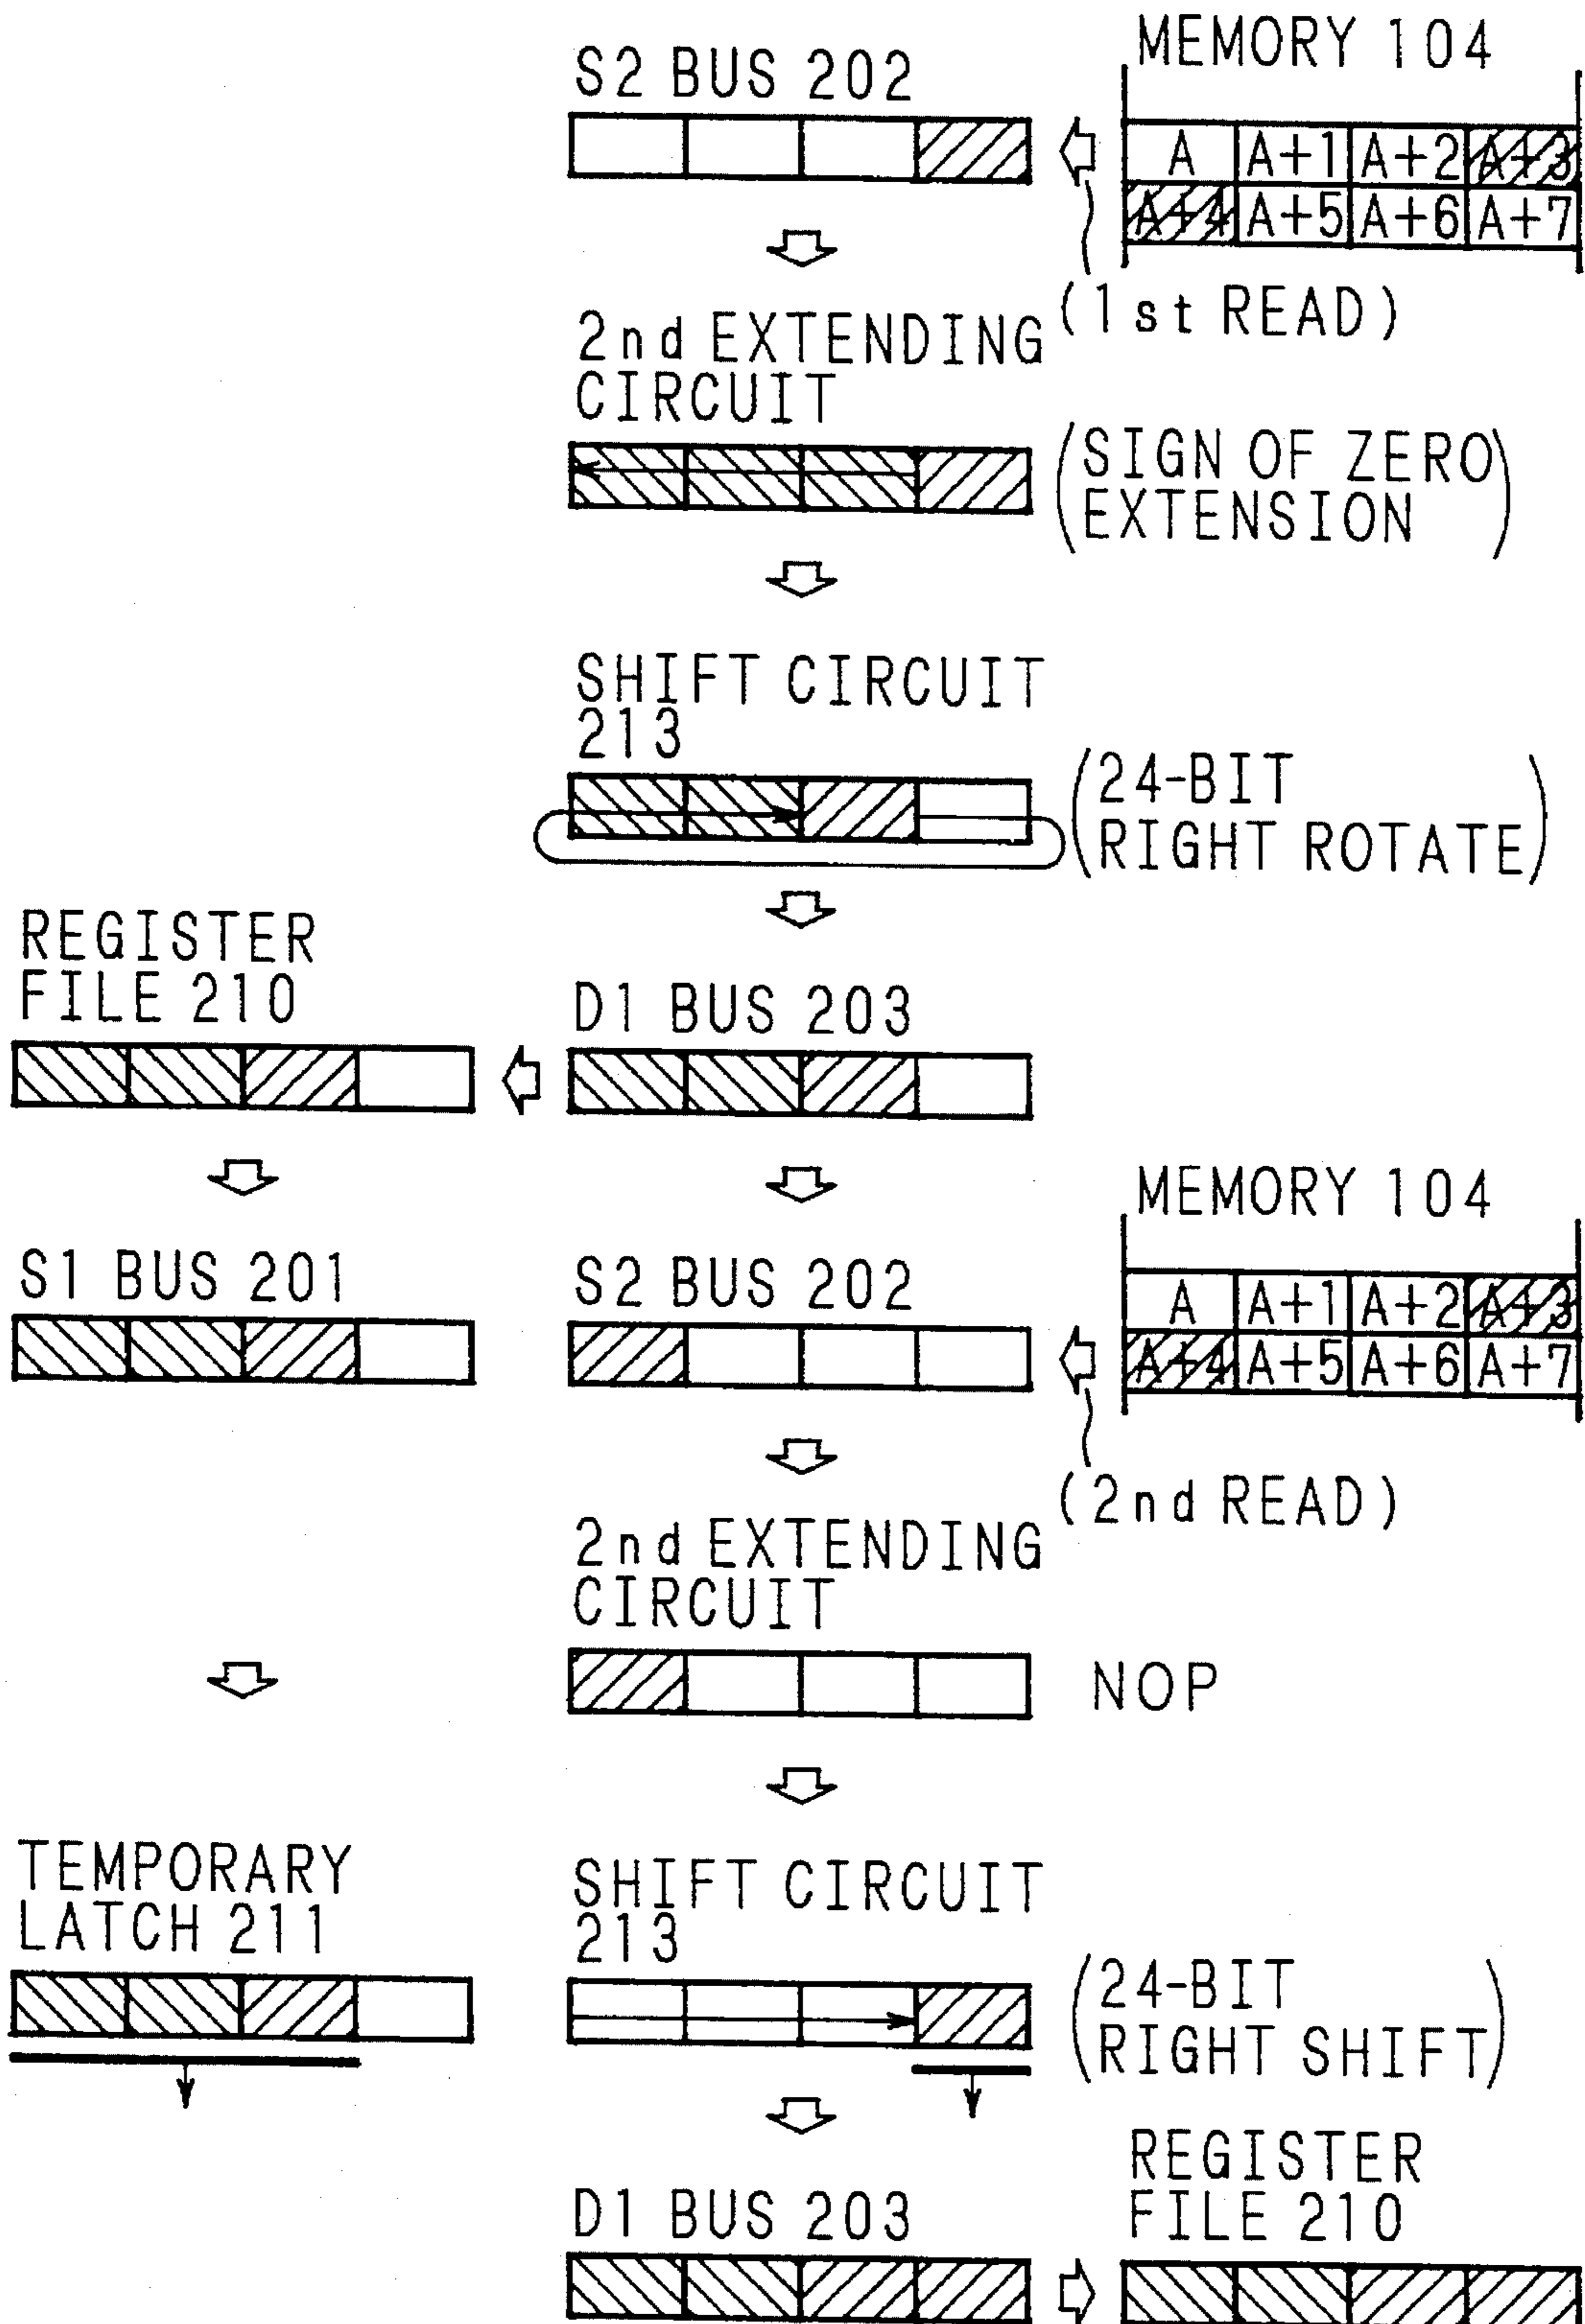 MEMORY 104
S2 BUS 202
A A+1 A+2 A+3
A+4 A+5 A+6 A+7
(1st READ)
2nd EXTENDING
CIRCUIT
(SIGN OF ZERO
EXTENSION)
SHIFT CIRCUIT
213
(24-BIT
RIGHT ROTATE)
REGISTER
FILE 210
D1 BUS 203
MEMORY 104
S1 BUS 201
S2 BUS 202
A A+1 A+2 A+3
A+4 A+5 A+6 A+7
(2nd READ)
2nd EXTENDING
CIRCUIT
NOP
TEMPORARY
LATCH 211
SHIFT CIRCUIT
213
(24-BIT
RIGHT SHIFT)
D1 BUS 203
REGISTER
FILE 210